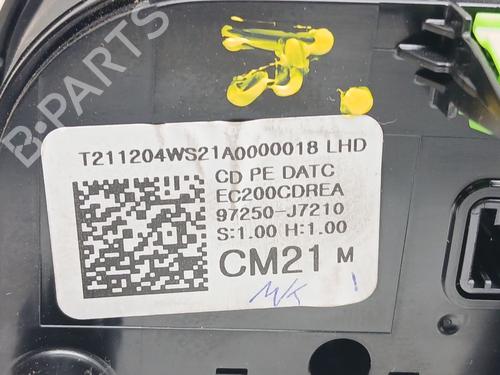 B-PARTS
T211204WS21A0000018 LHD
CD PE DATC
EC200CDREA
97250-J7210
S:1.00 H:1.00
CM21 M